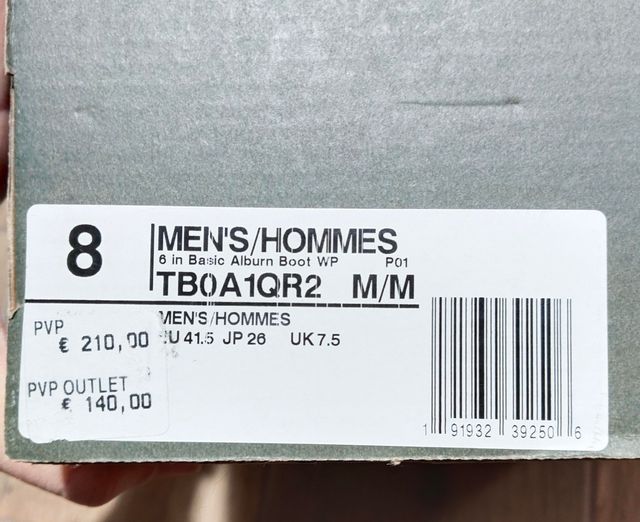 8
MEN'S/HOMMES
6 in Basic Alburn Boot WP P01
TB0A1QR2 M/M
MEN'S/HOMMES
41.5 JP 26 UK 7.5
PVP
€ 210,00
PVP OUTLET
€ 140,00
1 91932 39250 6